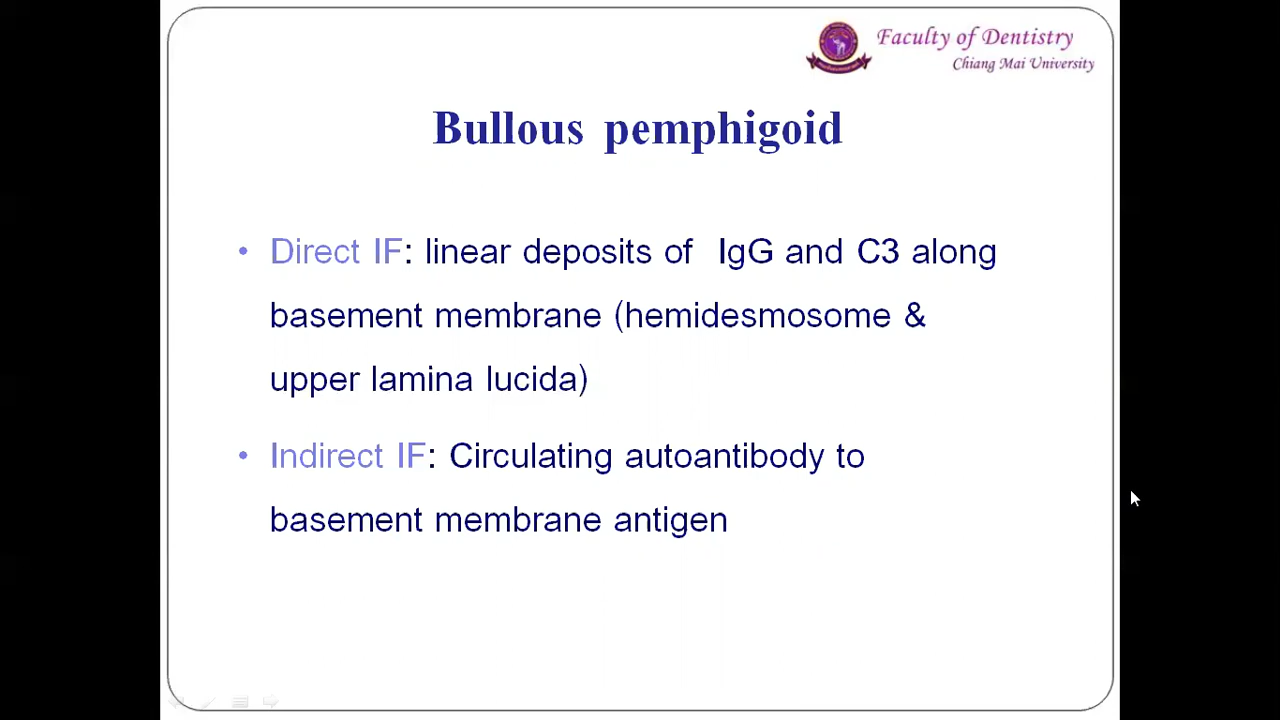 Faculty of Dentistry
Chiang Mai University
Bullous pemphigoid
• Direct IF: linear deposits of IgG and C3 along
basement membrane (hemidesmosome &
upper lamina lucida)
• Indirect IF: Circulating autoantibody to
basement membrane antigen